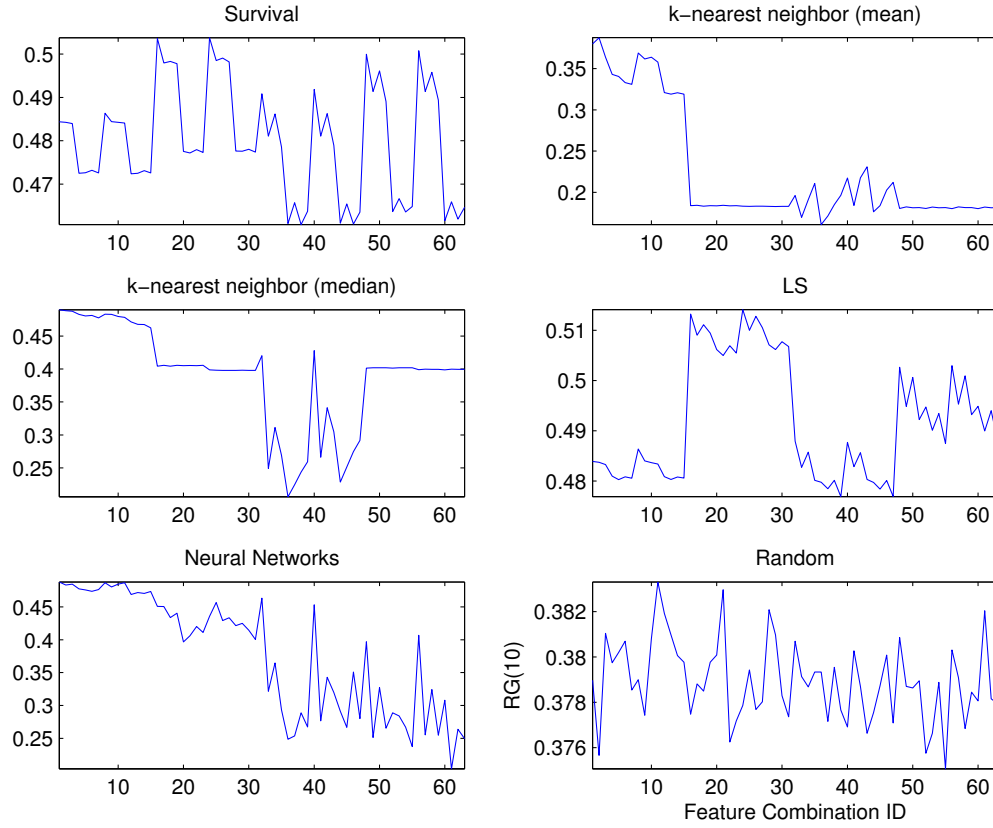 Survival
0.5
0.49
0.48
0.47
10 20 30 40 50 60
k−nearest neighbor (mean)
0.35
0.3
0.25
0.2
10 20 30 40 50 60
k−nearest neighbor (median)
0.45
0.4
0.35
0.3
0.25
10 20 30 40 50 60
LS
0.51
0.5
0.49
0.48
10 20 30 40 50 60
Neural Networks
0.45
0.4
0.35
0.3
0.25
10 20 30 40 50 60
Random
RG(10)
0.382
0.38
0.378
0.376
10 20 30 40 50 60
Feature Combination ID